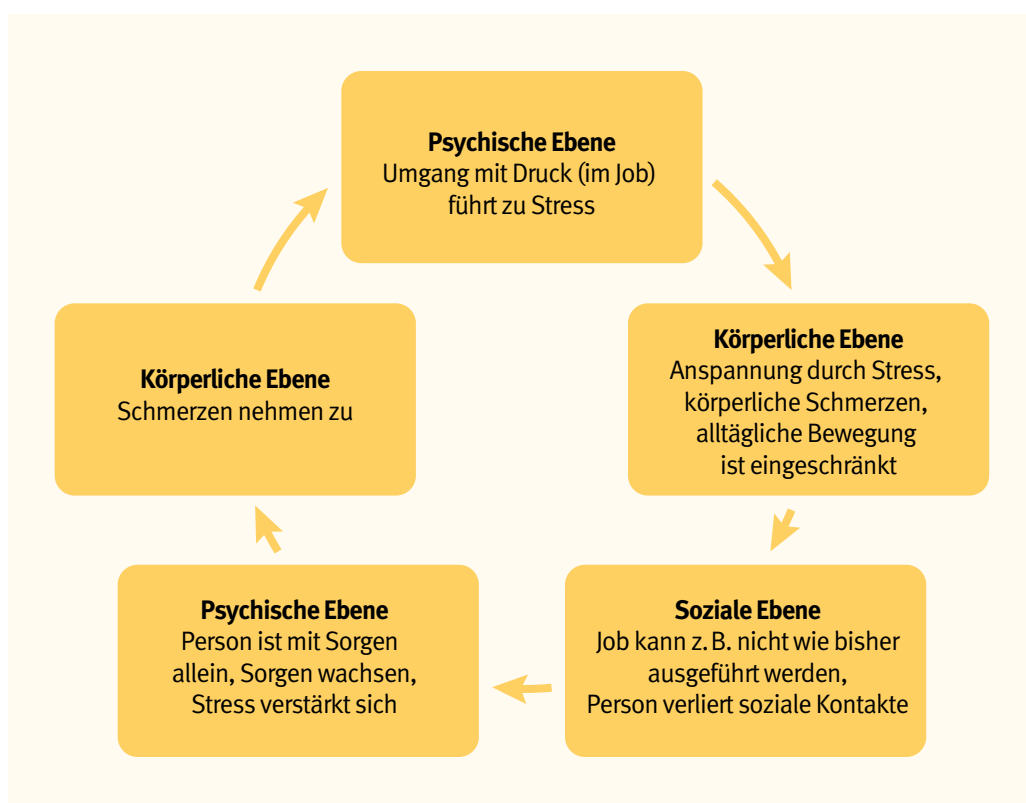 Psychische Ebene
Umgang mit Druck (im Job)
führt zu Stress
Körperliche Ebene
Anspannung durch Stress,
körperliche Schmerzen,
alltägliche Bewegung
ist eingeschränkt
Soziale Ebene
Job kann z. B. nicht wie bisher
ausgeführt werden,
Person verliert soziale Kontakte
Psychische Ebene
Person ist mit Sorgen
allein, Sorgen wachsen,
Stress verstärkt sich
Körperliche Ebene
Schmerzen nehmen zu